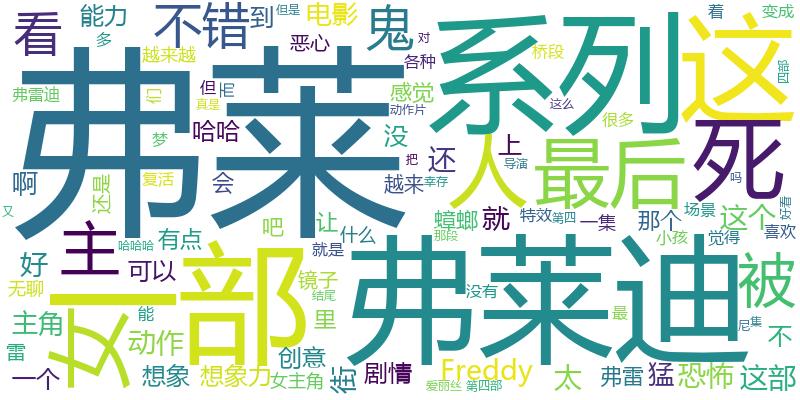 看 能力 不错 到 电影 但是 着 变成
多 恶心 鬼 对 系列 桥段 这
越来越 但 各种
弗雷迪 们 真是 感觉 动作片 这么
弗莱 梦 哈哈 没 把 人 上 很多 死
啊 复活 会 还 导演 最后 吗
还是 越来 幸存
又 主 吧 让 蟑螂 就 特效 第四 一集 那个 场景 这个 好看
好 哈哈哈 有点 就是 什么 那段 小孩 觉得 喜欢
无聊 可以 部 镜子 弗莱迪 被
女 能 里 没有 结尾 最 尼 集
主角 动作 创意 不
雷 想象 想象力 女主角 街 剧情 Freddy 太 弗雷 猛 恐怖 这部
一个 爱丽丝 第四部